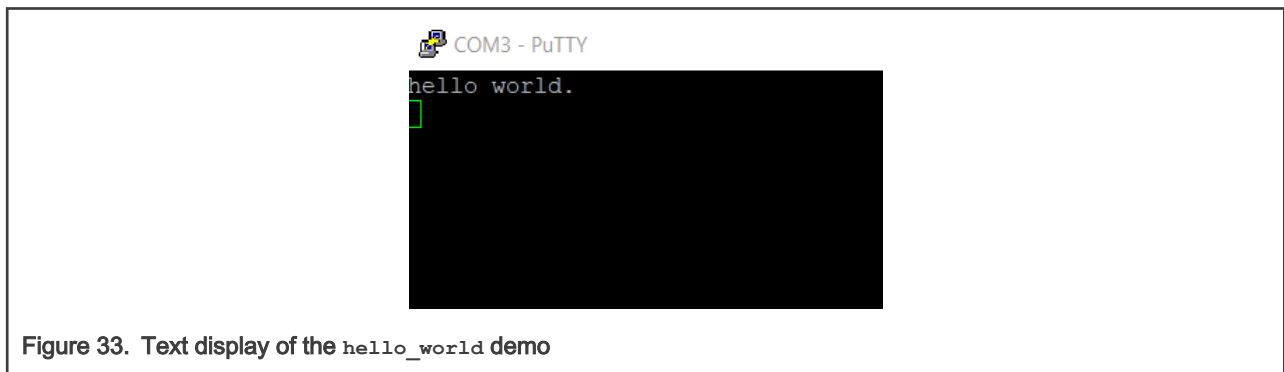 COM3 - PuTTY
hello world.
Figure 33. Text display of the hello_world demo